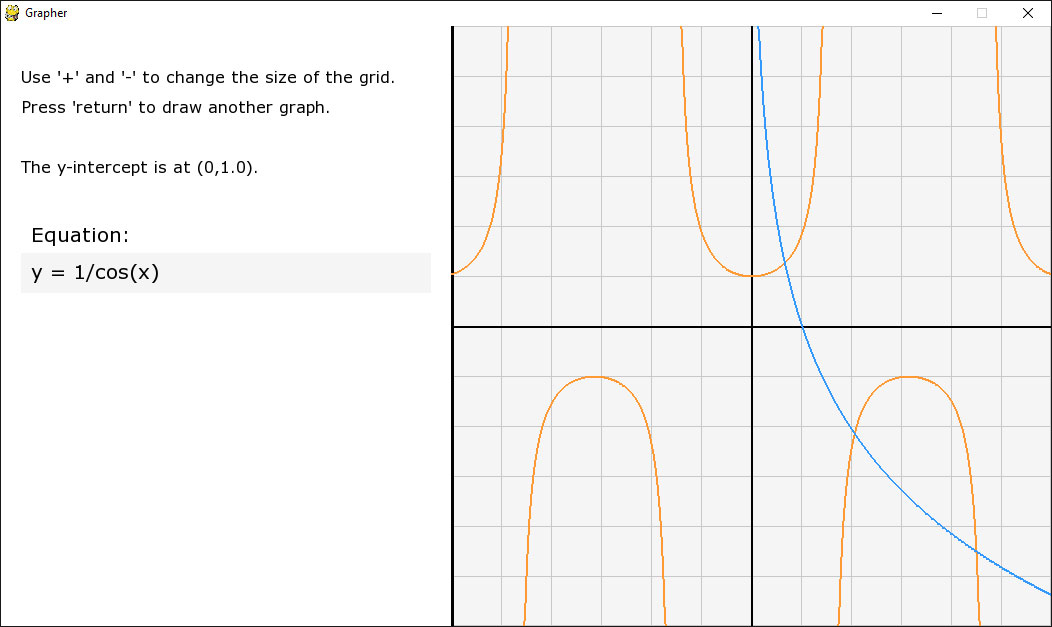 Grapher
Use '+' and '-' to change the size of the grid.
Press 'return' to draw another graph.
The y-intercept is at (0,1.0).
Equation:
y = 1/cos(x)